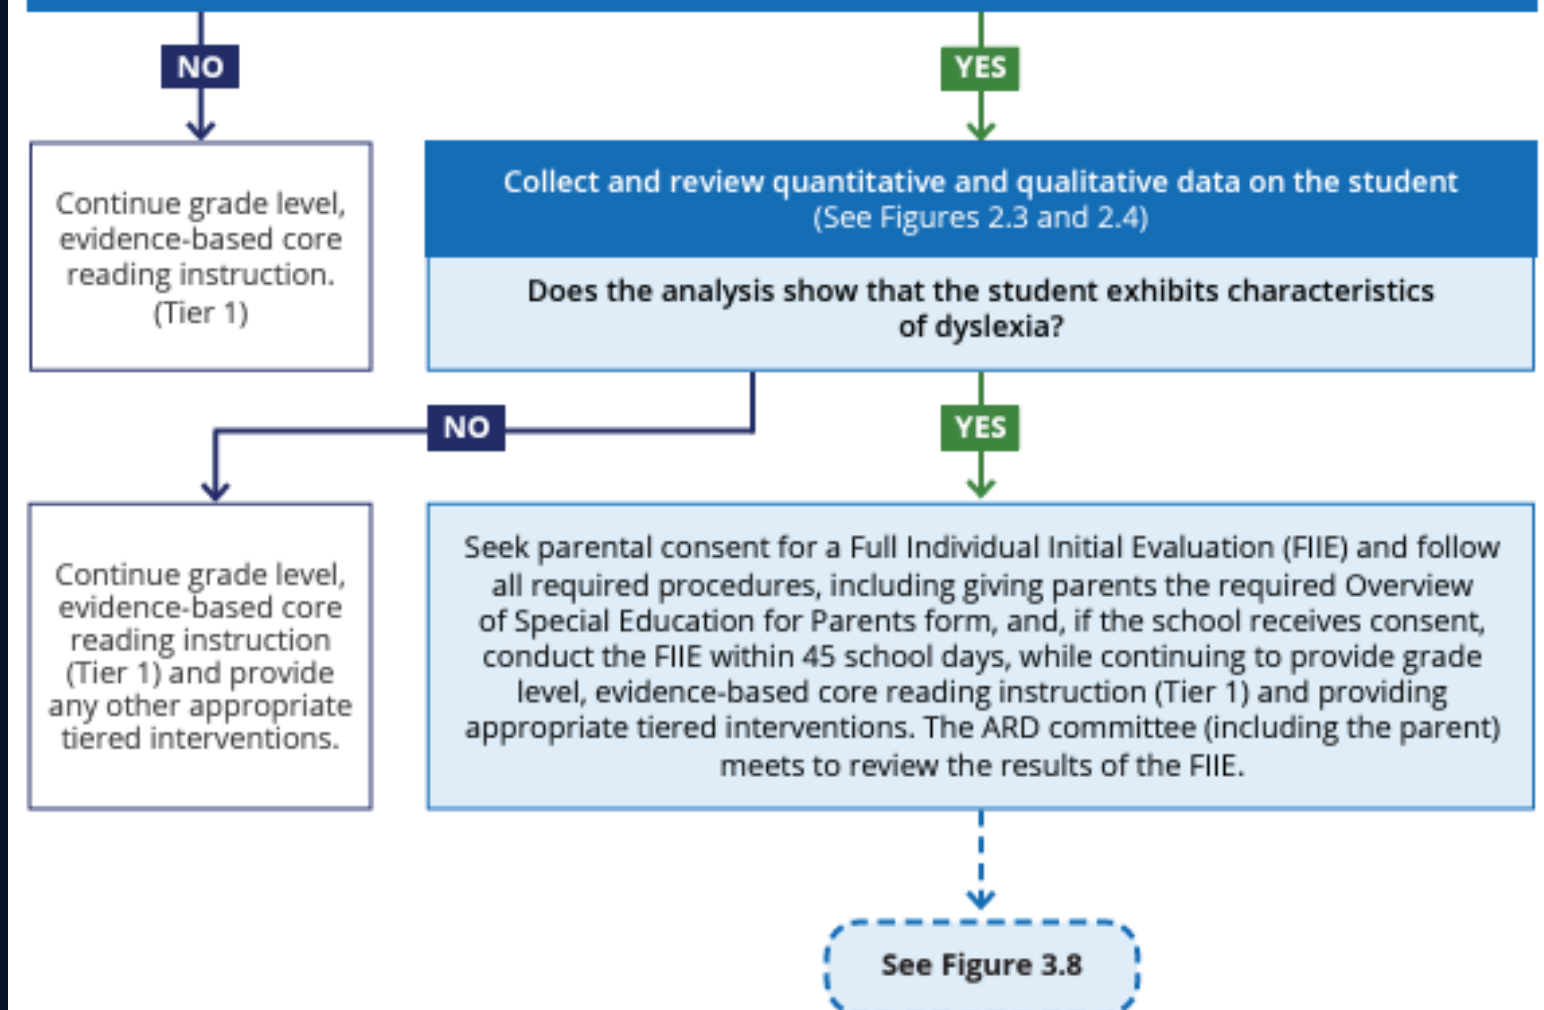 NO
YES
Continue grade level,
evidence-based core
reading instruction.
(Tier 1)
Collect and review quantitative and qualitative data on the student
(See Figures 2.3 and 2.4)
Does the analysis show that the student exhibits characteristics
of dyslexia?
NO
YES
Continue grade level,
evidence-based core
reading instruction
(Tier 1) and provide
any other appropriate
tiered interventions.
Seek parental consent for a Full Individual Initial Evaluation (FIIE) and follow
all required procedures, including giving parents the required Overview
of Special Education for Parents form, and, if the school receives consent,
conduct the FIIE within 45 school days, while continuing to provide grade
level, evidence-based core reading instruction (Tier 1) and providing
appropriate tiered interventions. The ARD committee (including the parent)
meets to review the results of the FIIE.
See Figure 3.8